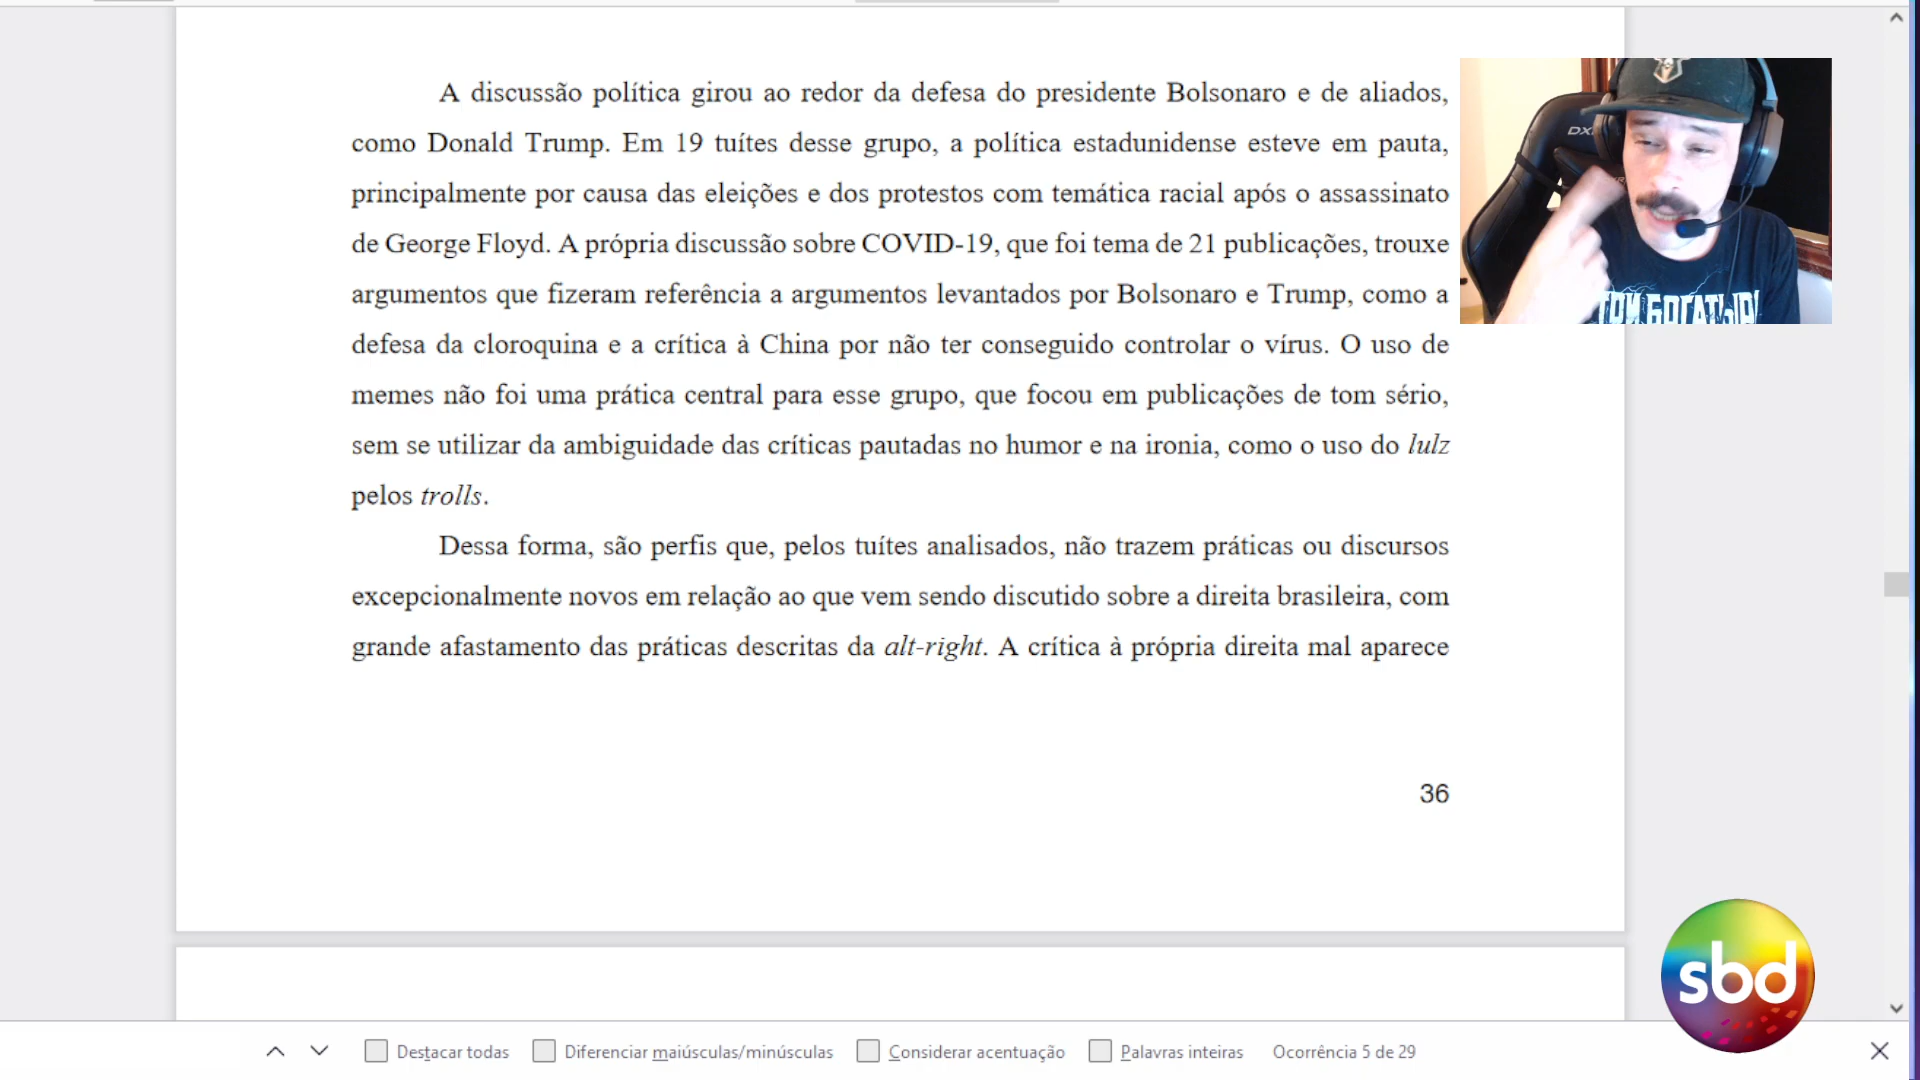 A discussão política girou ao redor da defesa do presidente Bolsonaro e de aliados,
como Donald Trump. Em 19 tuítes desse grupo, a política estadunidense esteve em pauta,
principalmente por causa das eleições e dos protestos com temática racial após o assassinato
de George Floyd. A própria discussão sobre COVID-19, que foi tema de 21 publicações, trouxe
argumentos que fizeram referência a argumentos levantados por Bolsonaro e Trump, como a
defesa da cloroquina e a crítica à China por não ter conseguido controlar o vírus. O uso de
memes não foi uma prática central para esse grupo, que focou em publicações de tom sério,
sem se utilizar da ambiguidade das críticas pautadas no humor e na ironia, como o uso do lulz
pelos trolls.
Dessa forma, são perfis que, pelos tuítes analisados, não trazem práticas ou discursos
excepcionalmente novos em relação ao que vem sendo discutido sobre a direita brasileira, com
grande afastamento das práticas descritas da alt-right. A crítica à própria direita mal aparece
36
sbd
Destacar todas Diferenciar maiúsculas/minúsculas Considerar acentuação Palavras inteiras Ocorrência 5 de 29